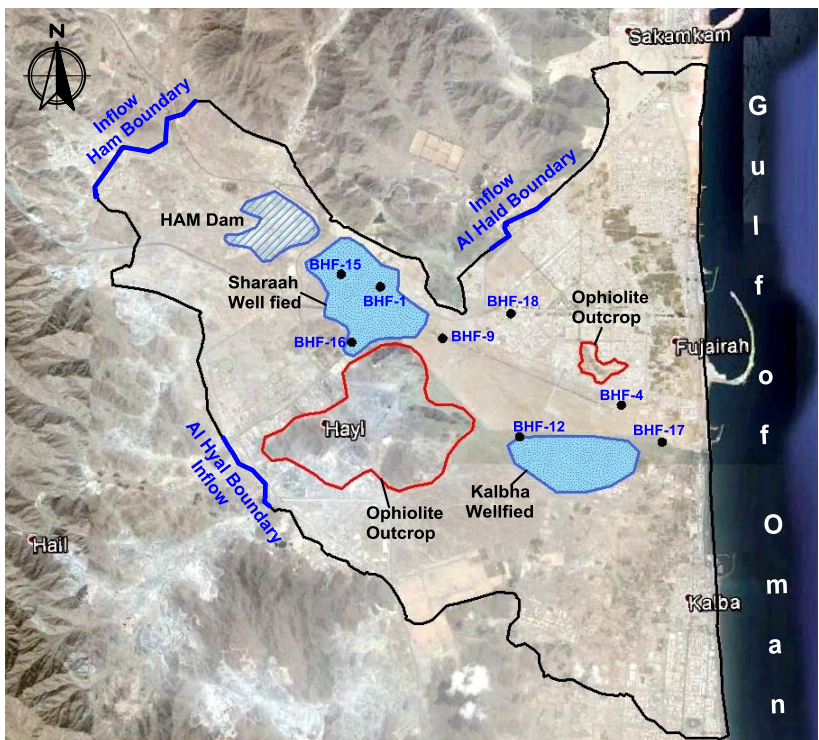 N
Sakamkam
Inflow
Ham Boundary
G
u
l
f
o
f
O
m
a
n
Inflow
Al Hald Boundary
HAM Dam
Sharaah
Well fied
BHF-15
BHF-1
BHF-18
Ophiolite
Outcrop
BHF-16
BHF-9
Fujairah
BHF-4
Hayl
BHF-12
BHF-17
Al Hyal Boundary
Inflow
Kalbha
Wellfied
Ophiolite
Outcrop
Hail
Kalba